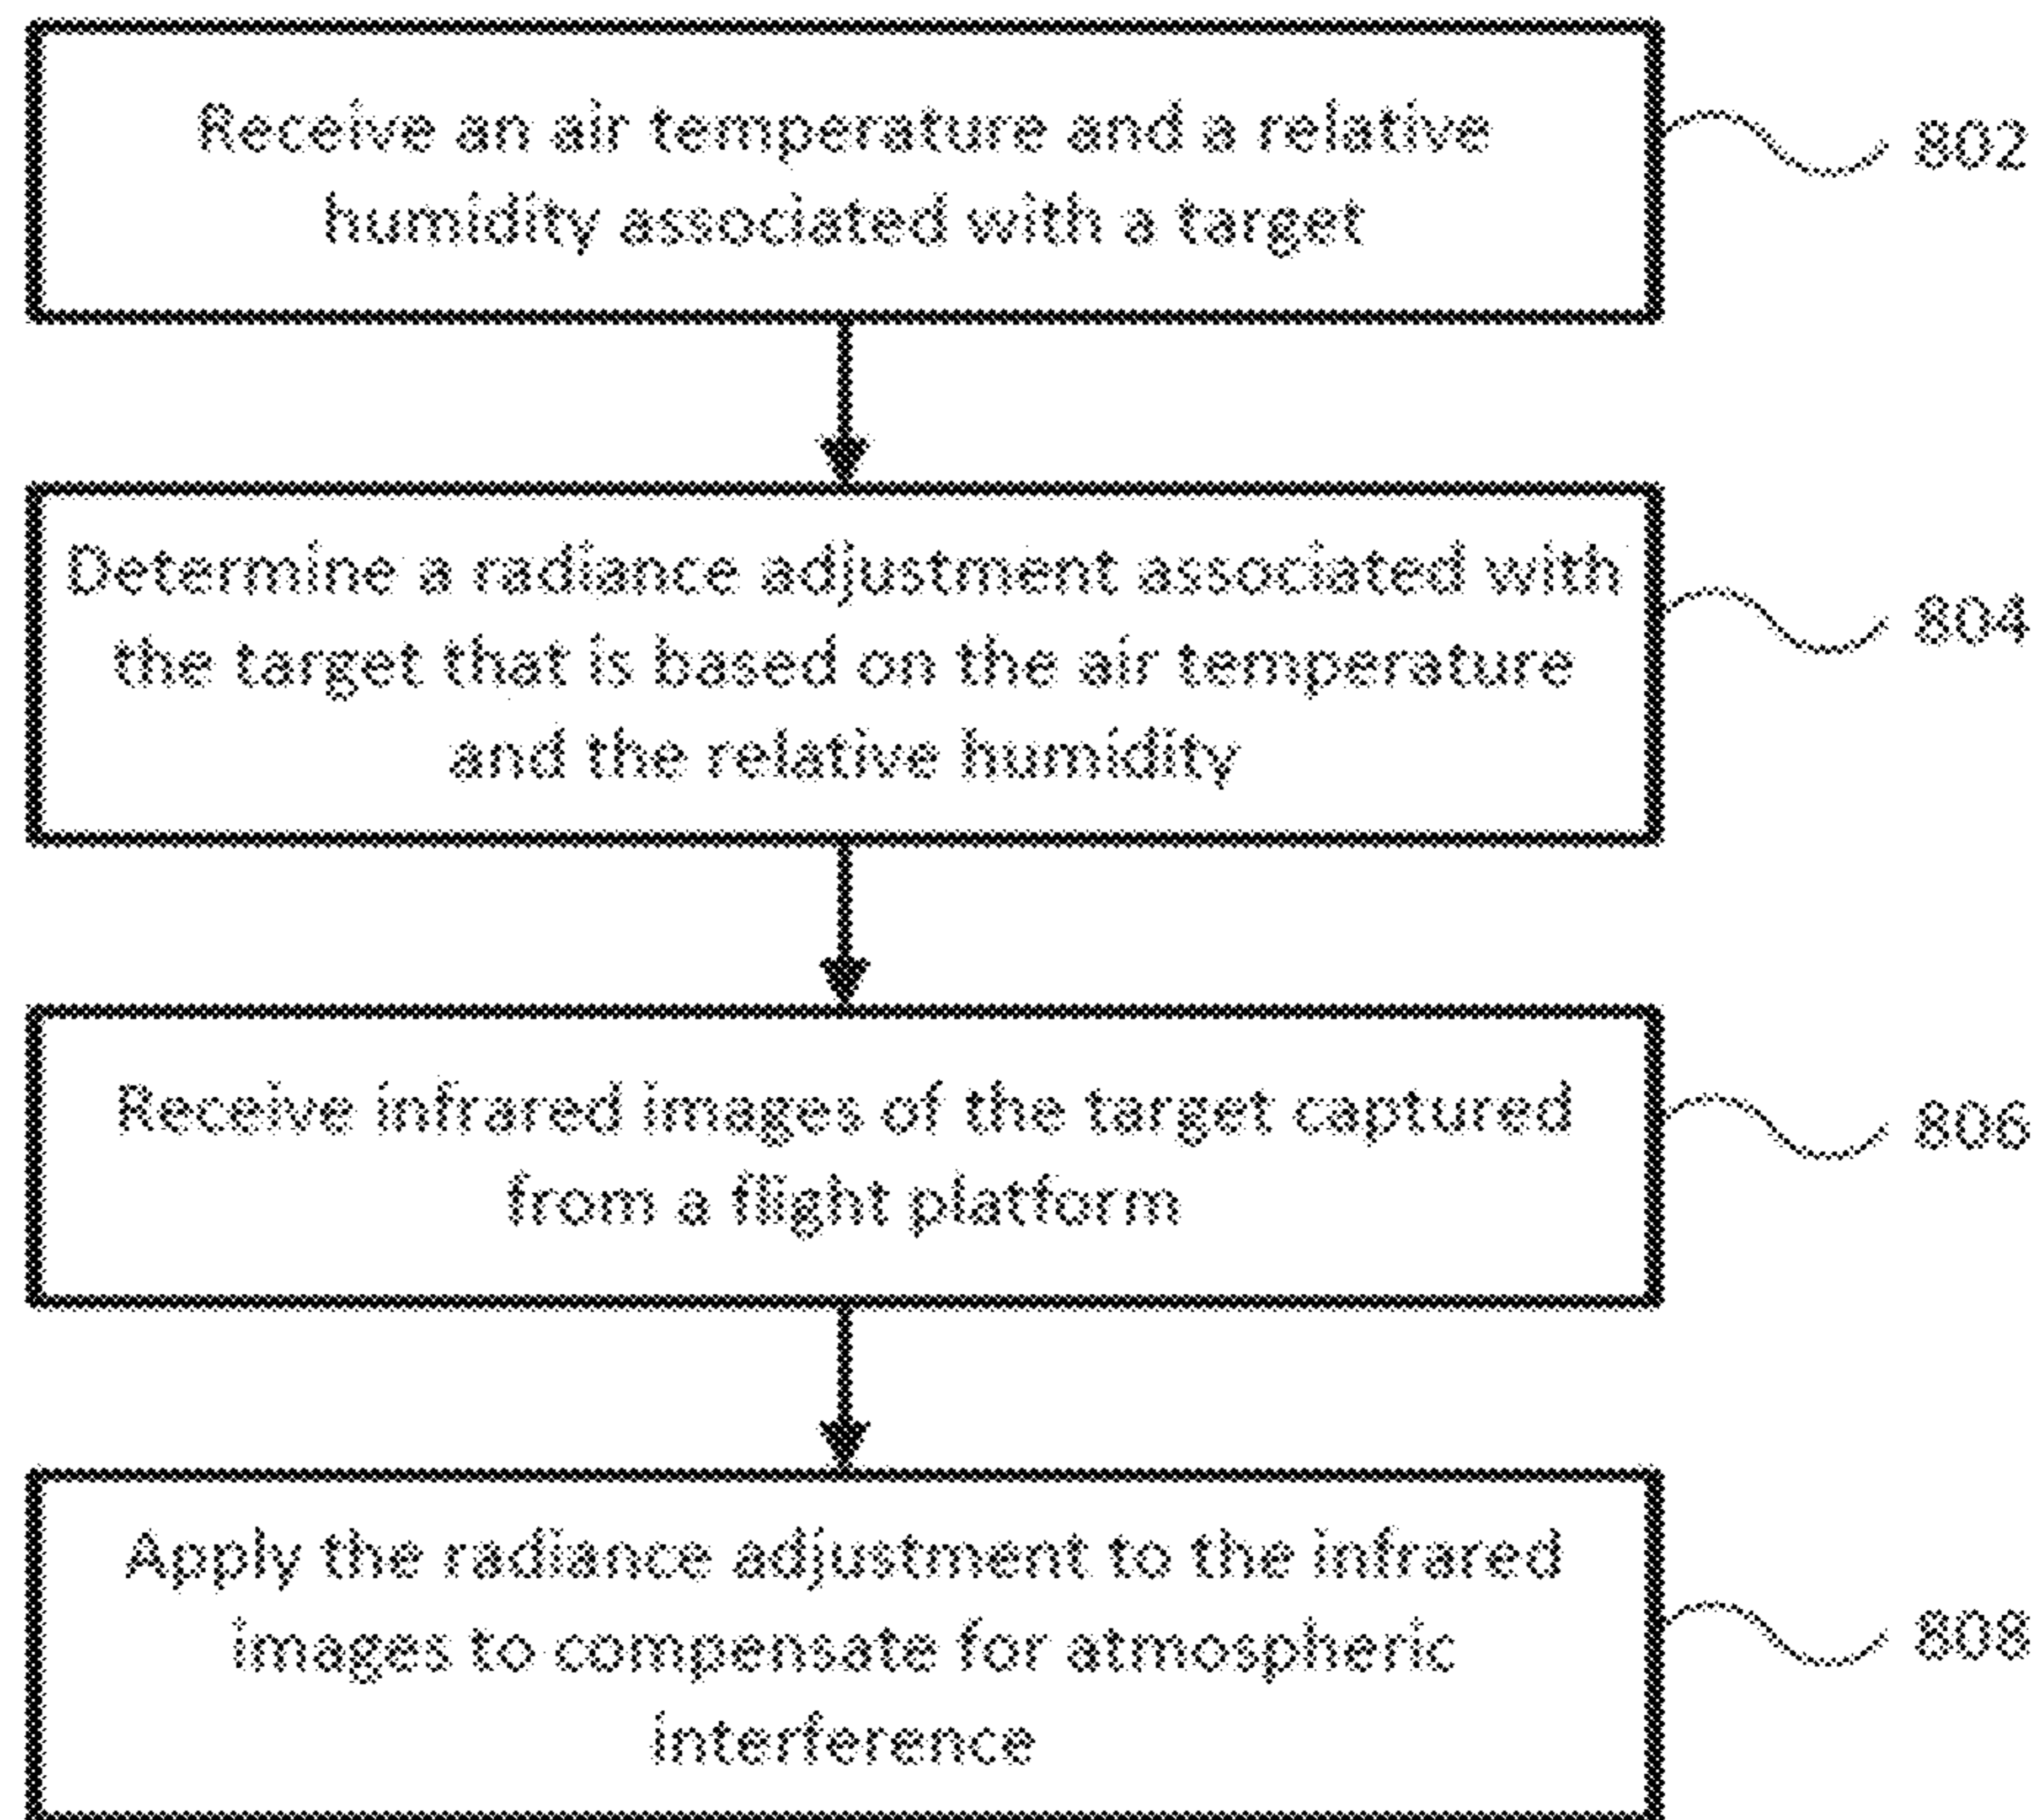 Receive an air temperature and a relative
humidity associated with a target
802
Determine a radiance adjustment associated with
the target that is based on the air temperature
and the relative humidity
804
Receive infrared images of the target captured
from a flight platform
806
Apply the radiance adjustment to the infrared
images to compensate for atmospheric
interference
808